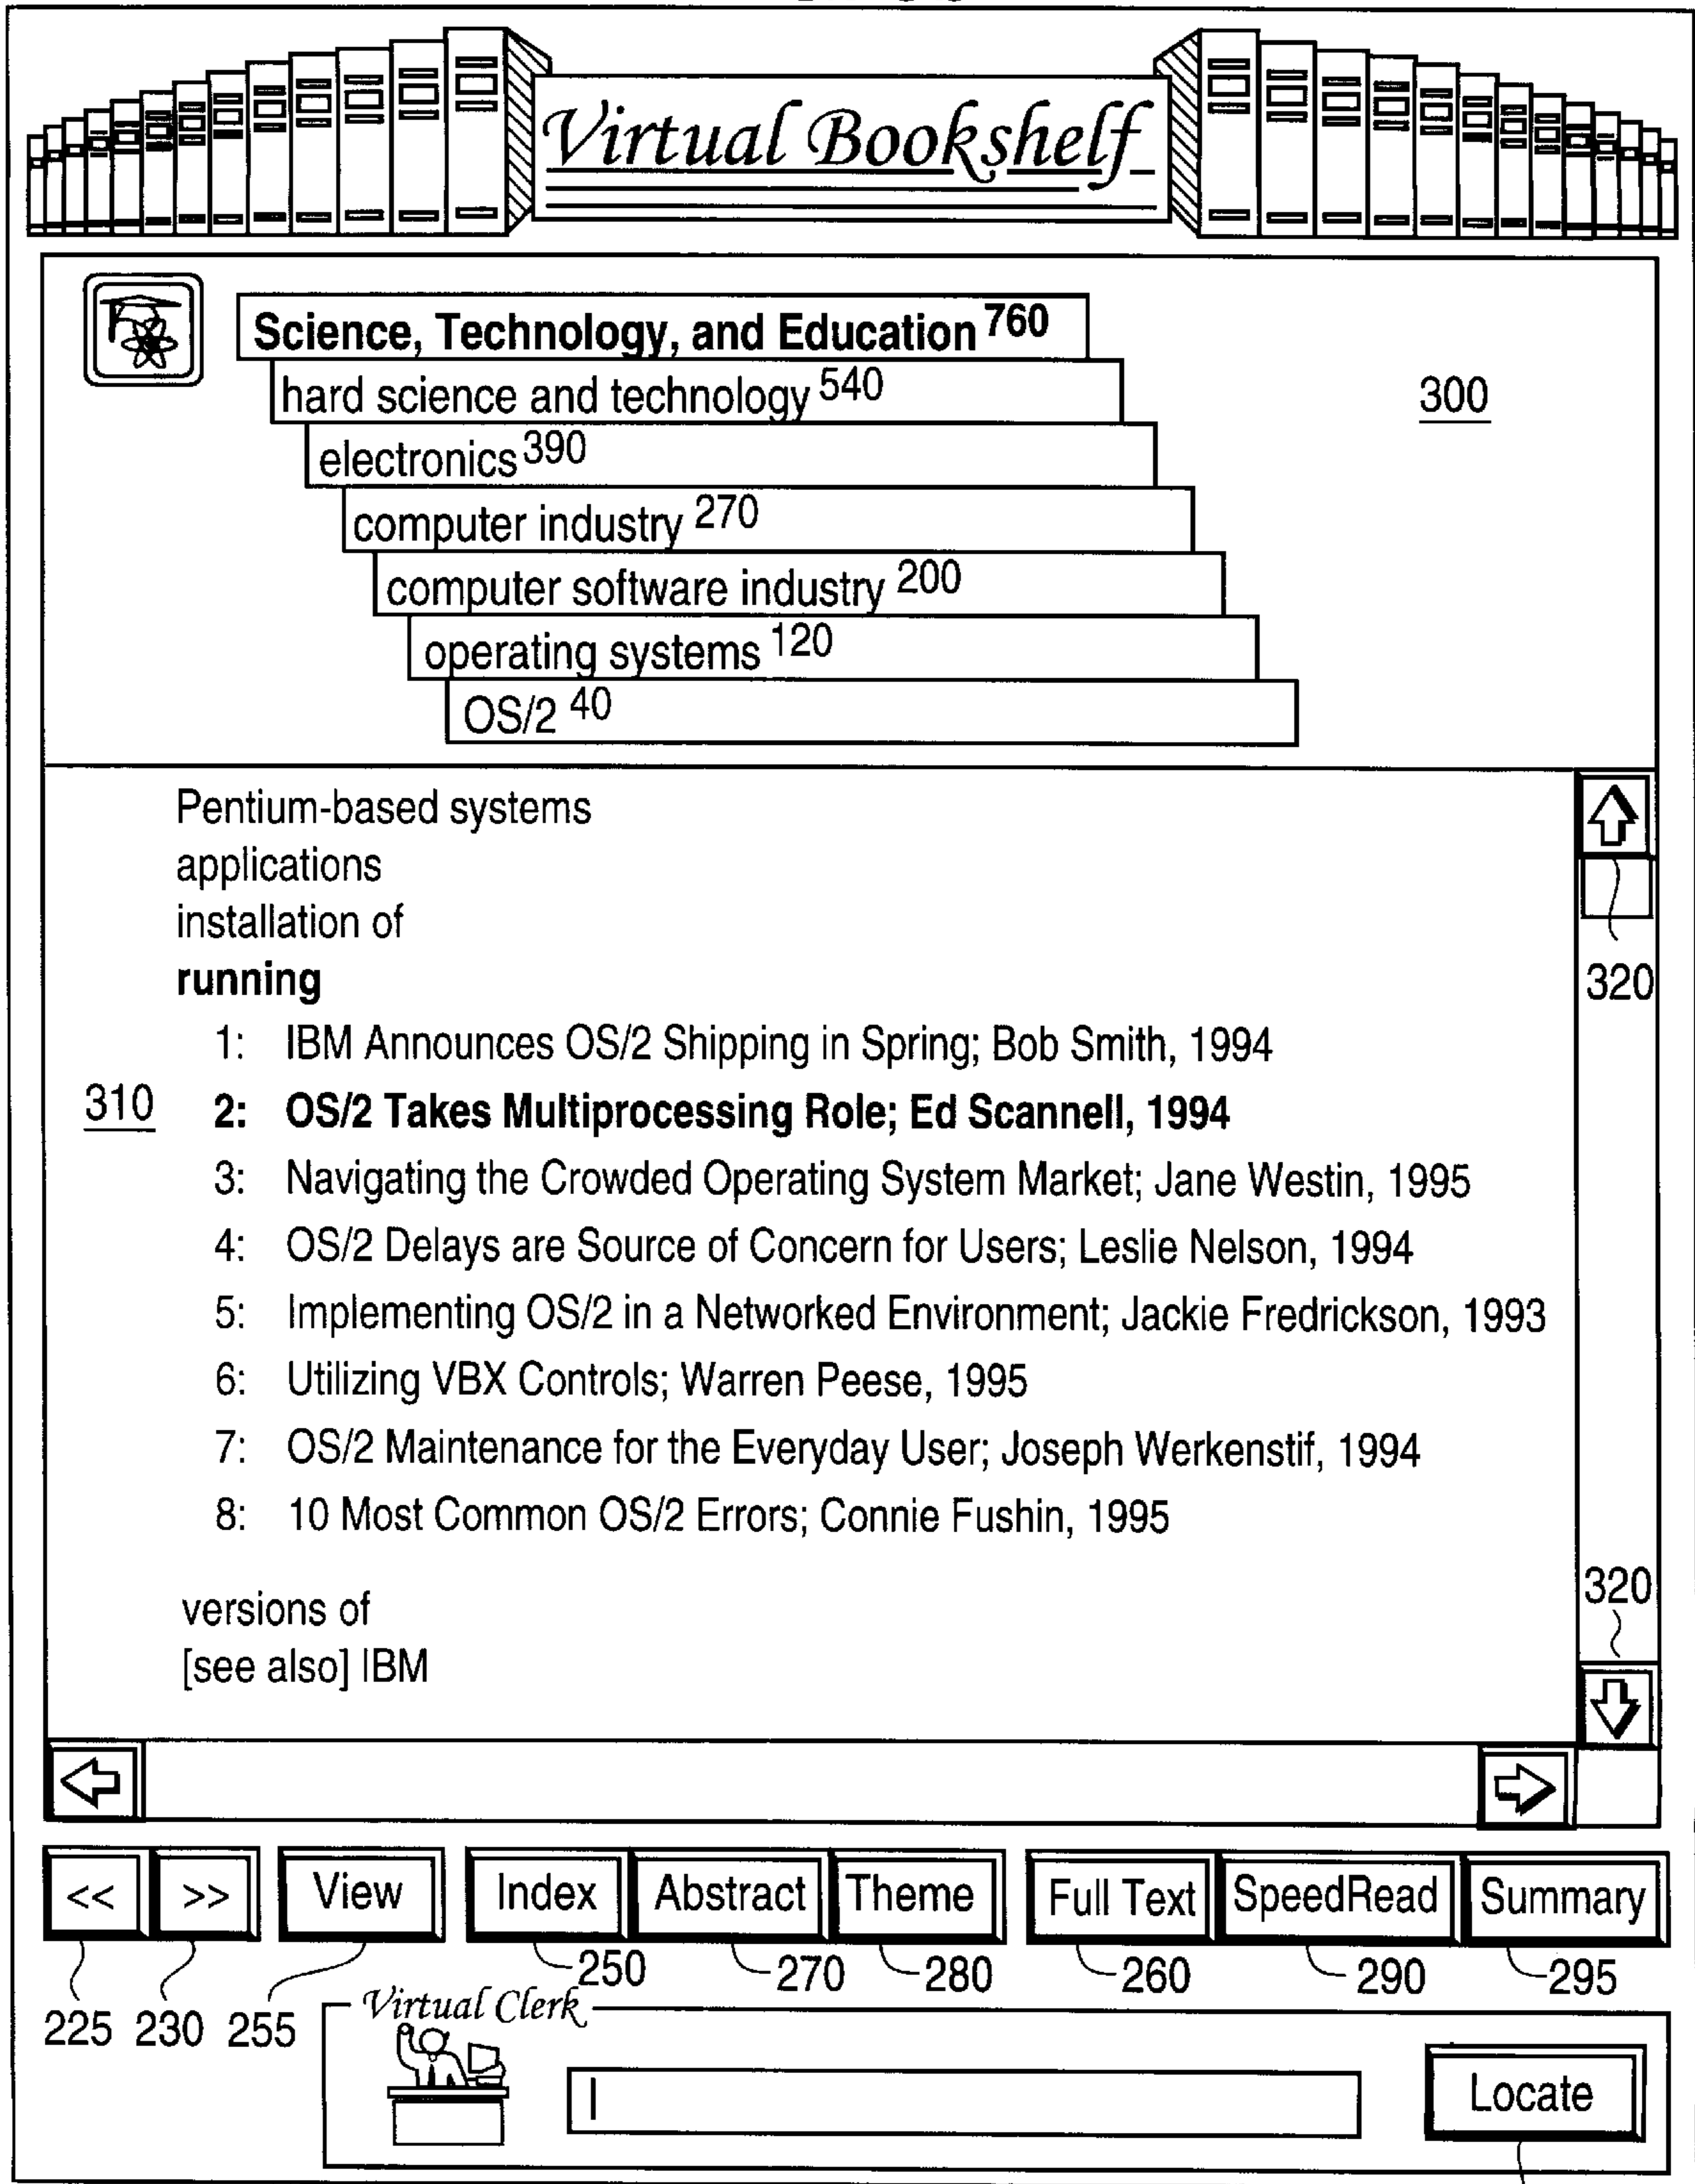 Virtual Bookshelf
Science, Technology, and Education 760
hard science and technology 540
300
electronics 390
computer industry 270
computer software industry 200
operating systems 120
OS/2 40
Pentium-based systems
applications
installation of
running
320
1: IBM Announces OS/2 Shipping in Spring; Bob Smith, 1994
310
2: OS/2 Takes Multiprocessing Role; Ed Scannell, 1994
3: Navigating the Crowded Operating System Market; Jane Westin, 1995
4: OS/2 Delays are Source of Concern for Users; Leslie Nelson, 1994
5: Implementing OS/2 in a Networked Environment; Jackie Fredrickson, 1993
6: Utilizing VBX Controls; Warren Peese, 1995
7: OS/2 Maintenance for the Everyday User; Joseph Werkenstif, 1994
8: 10 Most Common OS/2 Errors; Connie Fushin, 1995
320
versions of
[see also] IBM
<< >> View Index Abstract Theme Full Text SpeedRead Summary
250 270 280 260 290 295
225 230 255
Virtual Clerk
Locate